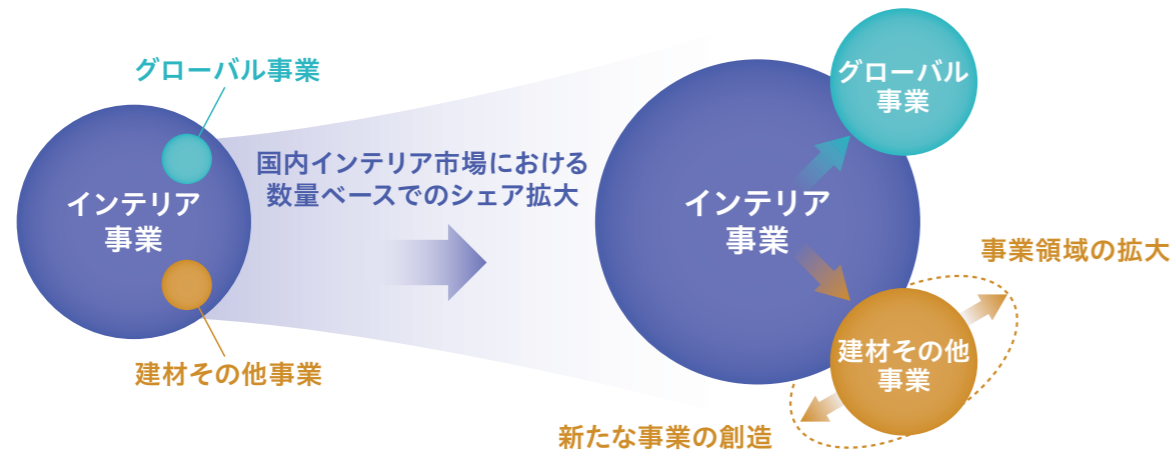 グローバル事業
インテリア
事業
建材その他事業
国内インテリア市場における
数量ベースでのシェア拡大
グローバル
事業
インテリア
事業
事業領域の拡大
建材その他
事業
新たな事業の創造